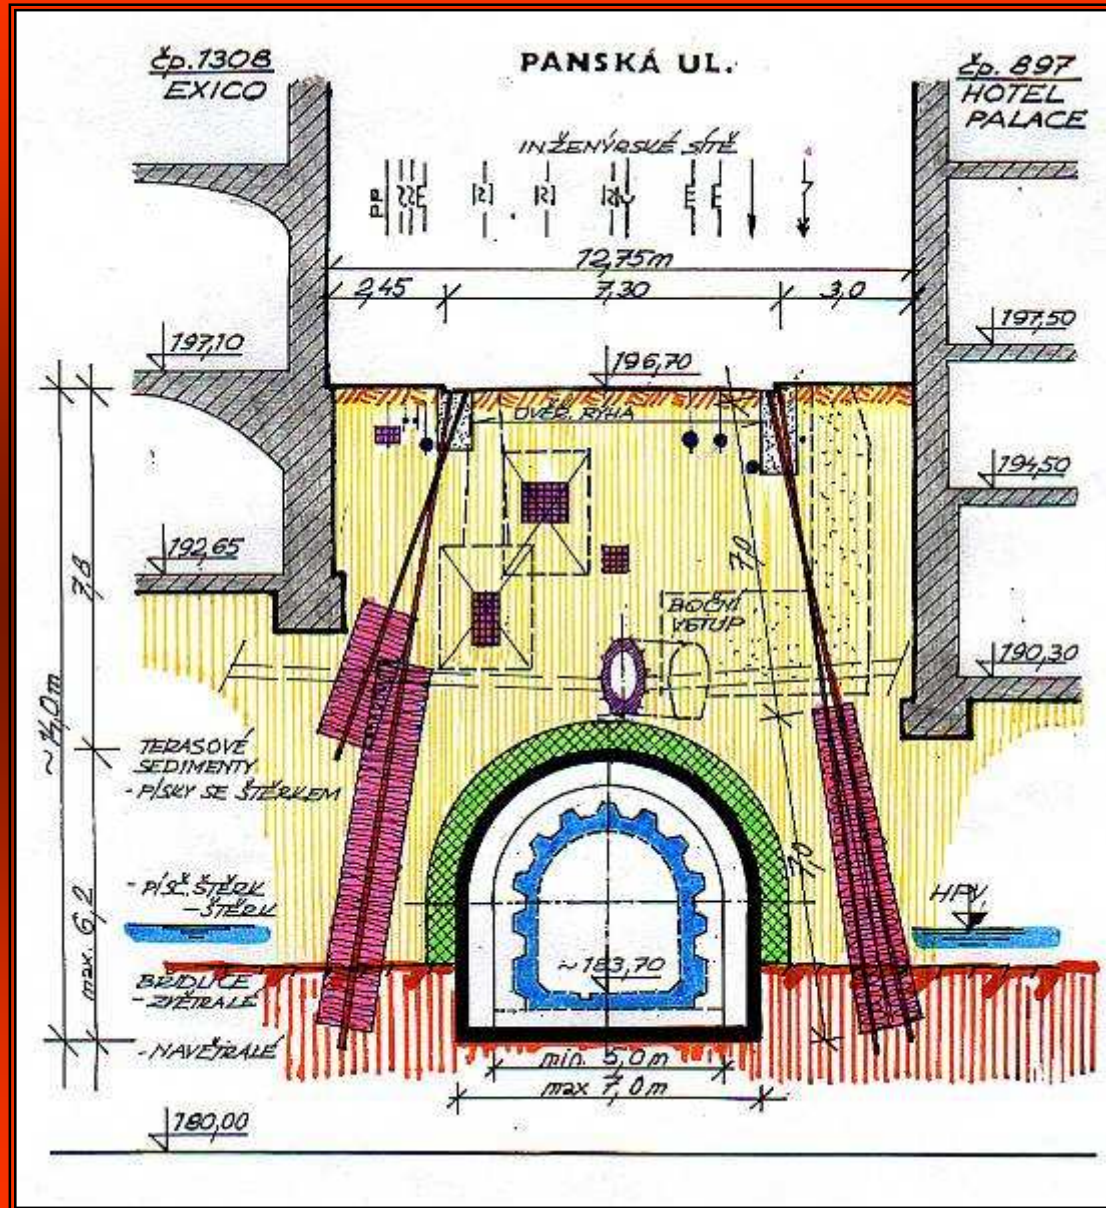 čp. 1308
EXICO
PANSKÁ UL.
čp. 897
HOTEL
PALACE
INŽENÝRSKÉ SÍTĚ
PP
12,75m
2,45
7,30
3,0
197,10
196,70
197,50
OVĚŘ. RÝHA
194,50
192,65
7,8
7,0
BOČNÍ
VSTUP
190,30
~14,0m
TERASOVÉ
SEDIMENTY
- PÍSKY SE ŠTĚRKEM
7,0
- PÍSČ. ŠTĚRK
- ŠTĚRK
HPV.
max. 6,2
~183,70
BŘIDLICE
- ZVĚTRALÉ
- NAVĚTRALÉ
min. 5,0m
max 7,0m
180,00